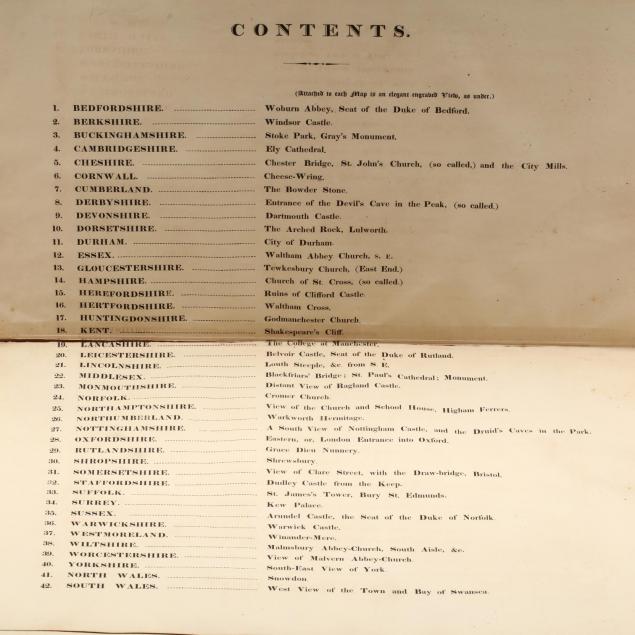 CONTENTS.
(Attached to each Map is an elegant engraved View, as under.)
1. BEDFORDSHIRE. Woburn Abbey, Seat of the Duke of Bedford.
2. BERKSHIRE. Windsor Castle.
3. BUCKINGHAMSHIRE. Stoke Park, Gray's Monument.
4. CAMBRIDGESHIRE. Ely Cathedral.
5. CHESHIRE. Chester Bridge, St. John's Church, (so called,) and the City Mills.
6. CORNWALL. Cheese-Wring.
7. CUMBERLAND. The Bowder Stone.
8. DERBYSHIRE. Entrance of the Devil's Cave in the Peak, (so called.)
9. DEVONSHIRE. Dartmouth Castle.
10. DORSETSHIRE. The Arched Rock, Lulworth.
11. DURHAM. City of Durham.
12. ESSEX. Waltham Abbey Church, S. E.
13. GLOUCESTERSHIRE. Tewkesbury Church, (East End.)
14. HAMPSHIRE. Church of St. Cross, (so called.)
15. HEREFORDSHIRE. Ruins of Clifford Castle.
16. HERTFORDSHIRE. Waltham Cross.
17. HUNTINGDONSHIRE. Godmanchester Church.
18. KENT. Shakespeare's Cliff.
19. LANCASHIRE. The College at Manchester.
20. LEICESTERSHIRE. Belvoir Castle, Seat of the Duke of Rutland.
21. LINCOLNSHIRE. Louth Steeple, &c. from S E.
22. MIDDLESEX. Blackfriars' Bridge; St. Paul's Cathedral; Monument.
23. MONMOUTHSHIRE. Distant View of Ragland Castle.
24. NORFOLK. Cromer Church.
25. NORTHAMPTONSHIRE. View of the Church and School House, Higham Ferrers.
26. NORTHUMBERLAND. Warkworth Hermitage.
27. NOTTINGHAMSHIRE. A South View of Nottingham Castle, and the Druid's Caves in the Park.
28. OXFORDSHIRE. Eastern, or, London Entrance into Oxford.
29. RUTLANDSHIRE. Grace Dieu Nunnery.
30. SHROPSHIRE. Shrewsbury.
31. SOMERSETSHIRE. View of Clare Street, with the Draw-bridge, Bristol.
32. STAFFORDSHIRE. Dudley Castle from the Keep.
33. SUFFOLK. St. James's Tower, Bury St. Edmunds.
34. SURREY. Kew Palace.
35. SUSSEX. Arundel Castle, the Seat of the Duke of Norfolk.
36. WARWICKSHIRE. Warwick Castle.
37. WESTMORELAND. Winander-Mere.
38. WILTSHIRE. Malmsbury Abbey-Church, South Aisle, &c.
39. WORCESTERSHIRE. View of Malvern Abbey-Church.
40. YORKSHIRE. South-East View of York.
41. NORTH WALES. Snowdon.
42. SOUTH WALES. West View of the Town and Bay of Swansea.